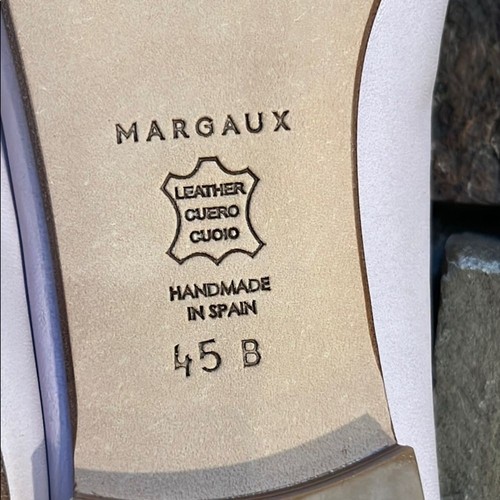 MARGAUX
LEATHER
CUERO
CUOIO
HANDMADE
IN SPAIN
45 B